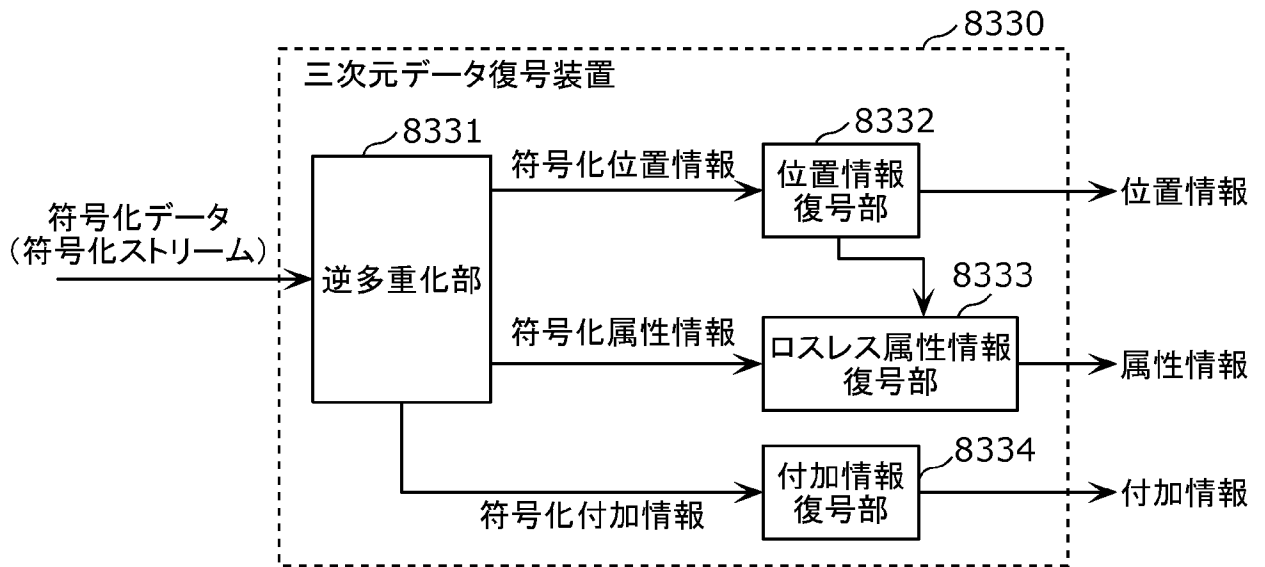 8330
三次元データ復号装置
8331
8332
符号化位置情報
位置情報
復号部
位置情報
符号化データ
(符号化ストリーム)
逆多重化部
8333
符号化属性情報
ロスレス属性情報
復号部
属性情報
8334
符号化付加情報
付加情報
復号部
付加情報